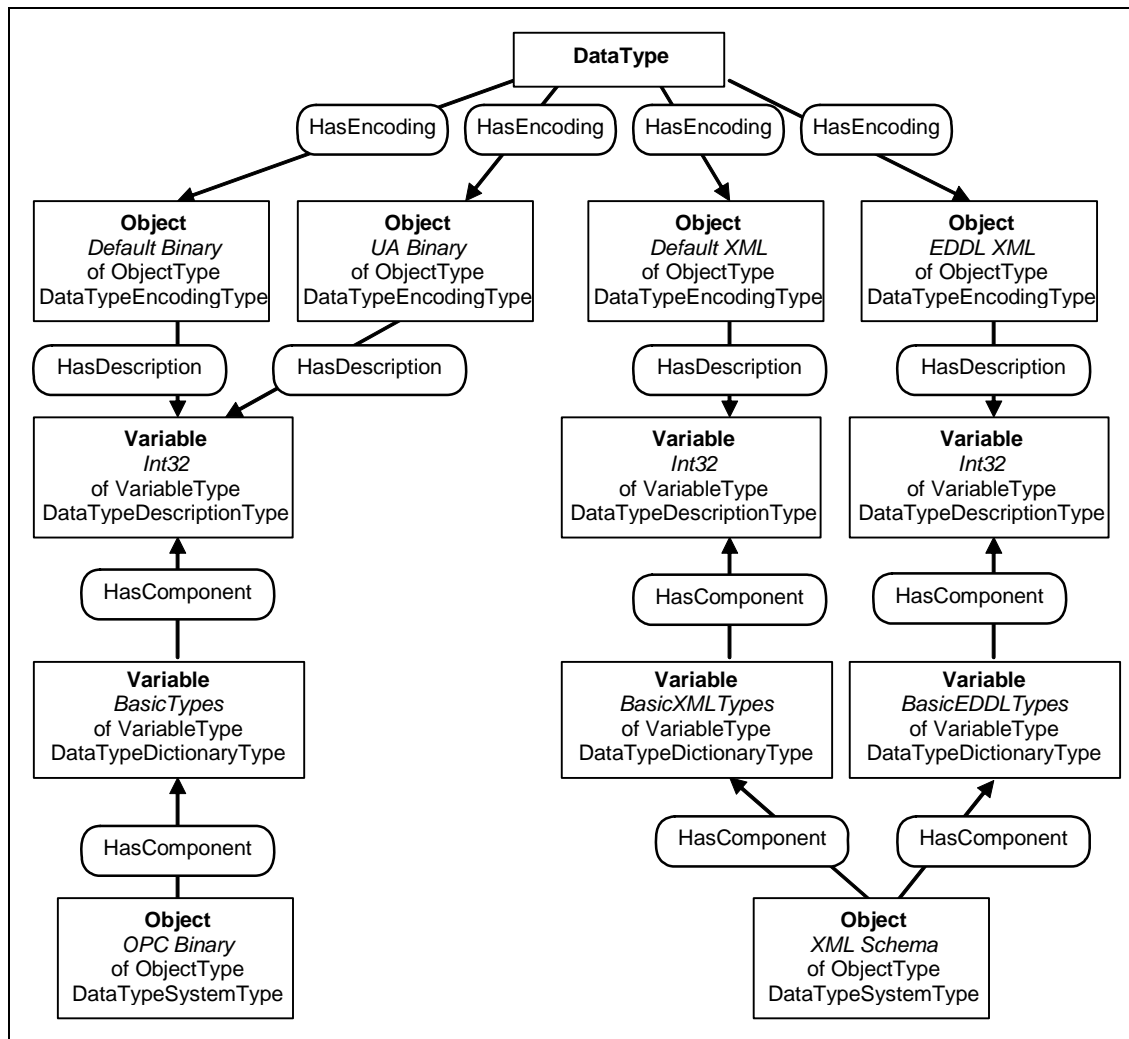 DataType
HasEncoding
HasEncoding
HasEncoding
HasEncoding
Object
Default Binary
of ObjectType
DataTypeEncodingType
Object
UA Binary
of ObjectType
DataTypeEncodingType
Object
Default XML
of ObjectType
DataTypeEncodingType
Object
EDDL XML
of ObjectType
DataTypeEncodingType
HasDescription
HasDescription
HasDescription
HasDescription
Variable
Int32
of VariableType
DataTypeDescriptionType
Variable
Int32
of VariableType
DataTypeDescriptionType
Variable
Int32
of VariableType
DataTypeDescriptionType
HasComponent
HasComponent
HasComponent
Variable
BasicTypes
of VariableType
DataTypeDictionaryType
Variable
BasicXMLTypes
of VariableType
DataTypeDictionaryType
Variable
BasicEDDLTypes
of VariableType
DataTypeDictionaryType
HasComponent
HasComponent
HasComponent
Object
OPC Binary
of ObjectType
DataTypeSystemType
Object
XML Schema
of ObjectType
DataTypeSystemType